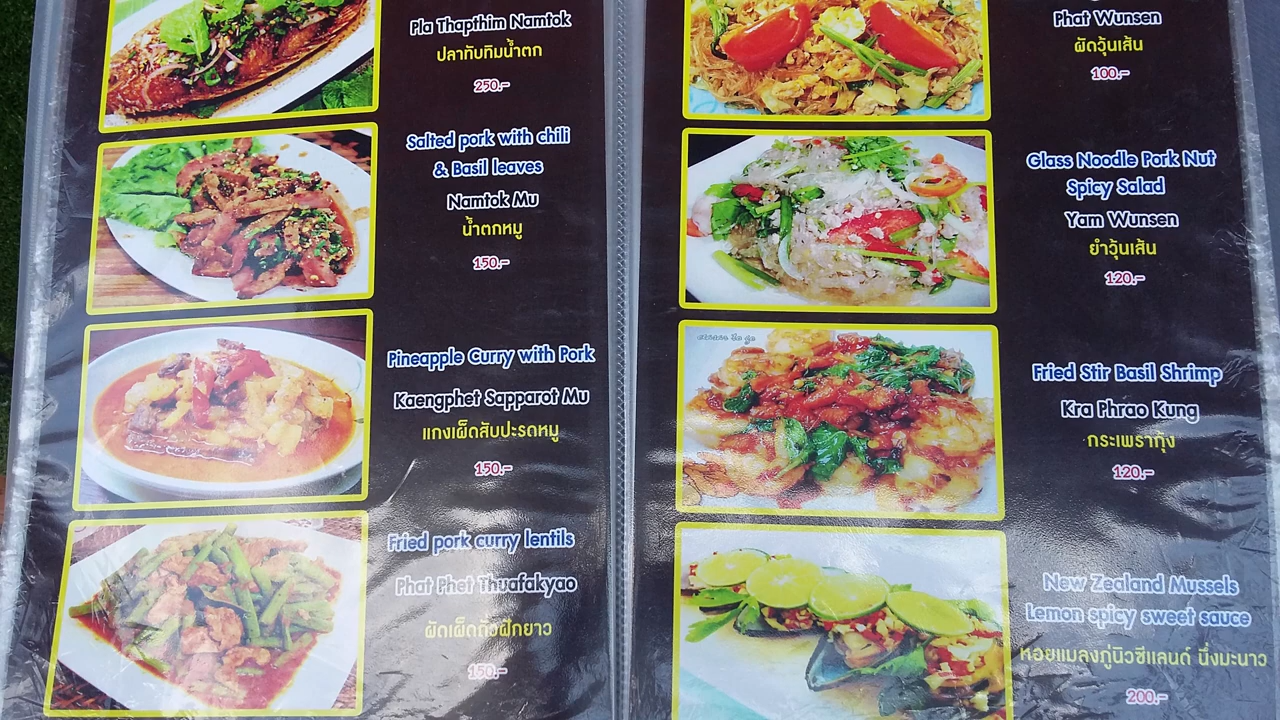 Pla Thapthim Namtok
ปลาทับทิมน้ำตก
250.-
Salted pork with chili
& Basil leaves
Namtok Mu
น้ำตกหมู
150.-
Pineapple Curry with Pork
Kaengphet Sapparot Mu
แกงเผ็ดสับปะรดหมู
150.-
Fried pork curry lentils
Phat Phet Thuafakyao
ผัดเผ็ดถั่วฝักยาว
150.-
Phat Wunsen
ผัดวุ้นเส้น
100.-
Glass Noodle Pork Nut
Spicy Salad
Yam Wunsen
ยำวุ้นเส้น
120.-
Fried Stir Basil Shrimp
Kra Phrao Kung
กระเพรากุ้ง
120.-
New Zealand Mussels
Lemon spicy sweet sauce
หอยแมลงภู่นิวซีแลนด์ นึ่งมะนาว
200.-